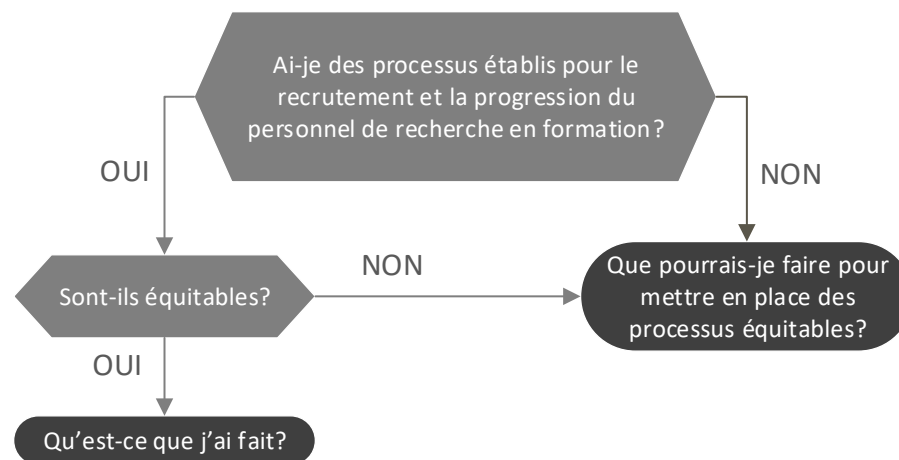 Ai-je des processus établis pour le
recrutement et la progression du
personnel de recherche en formation?
OUI
NON
Sont-ils équitables?
NON
Que pourrais-je faire pour
mettre en place des
processus équitables?
OUI
Qu’est-ce que j’ai fait?